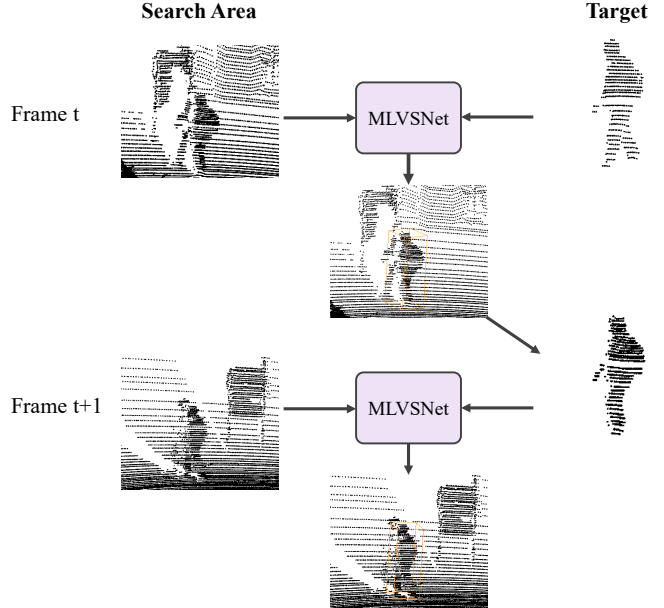 Search Area
Target
Frame t
MLVSNet
Frame t+1
MLVSNet